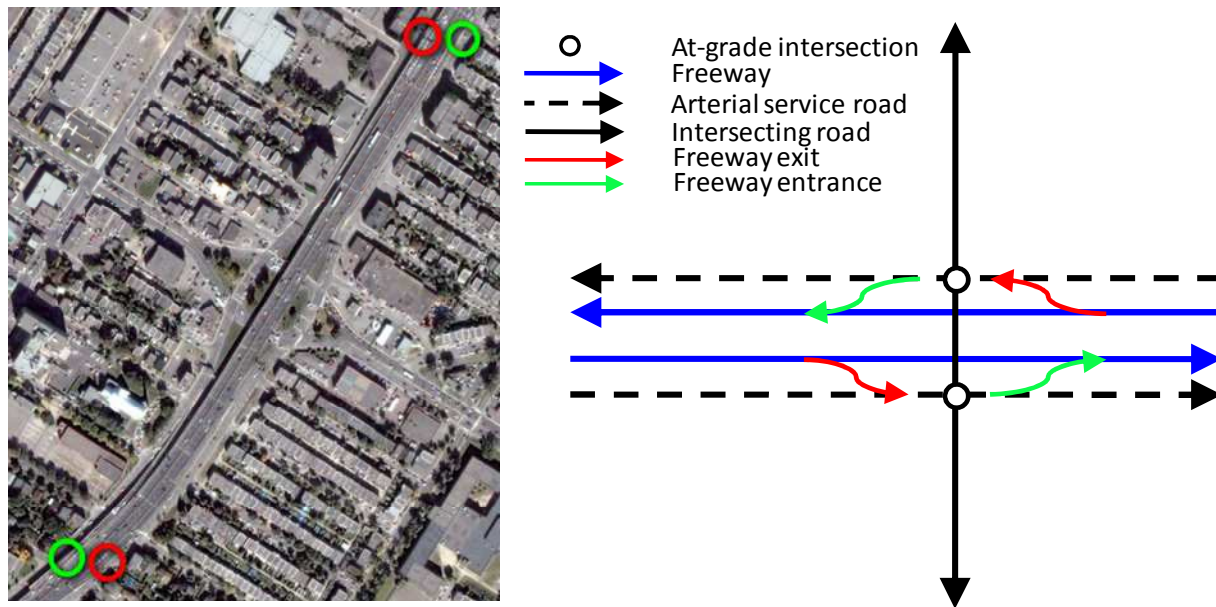 At-grade intersection
Freeway
Arterial service road
Intersecting road
Freeway exit
Freeway entrance